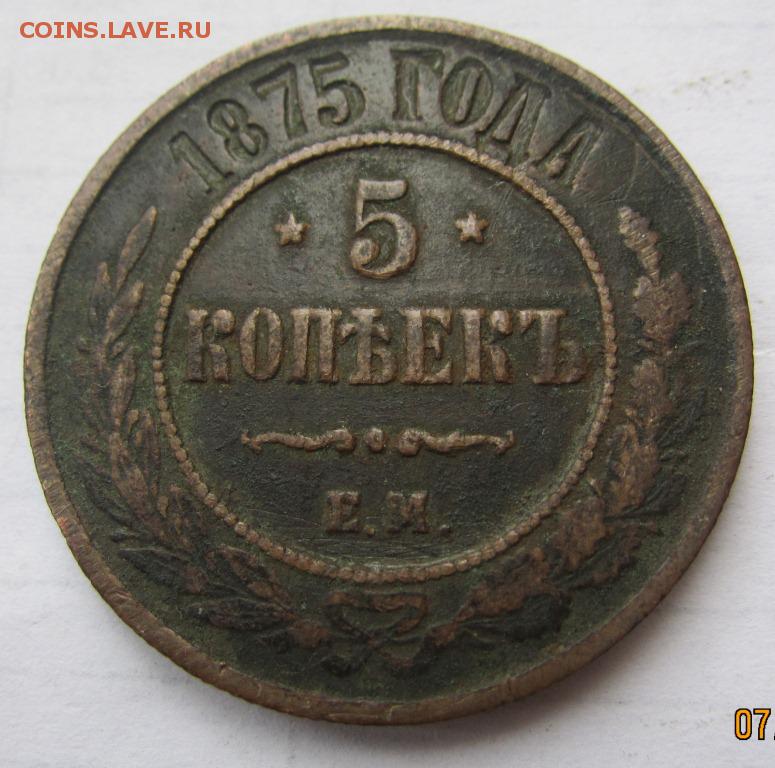 COINS.LAVE.RU
1875 ГОДА
5
КОПѢЕКЪ
Е.М.
07.